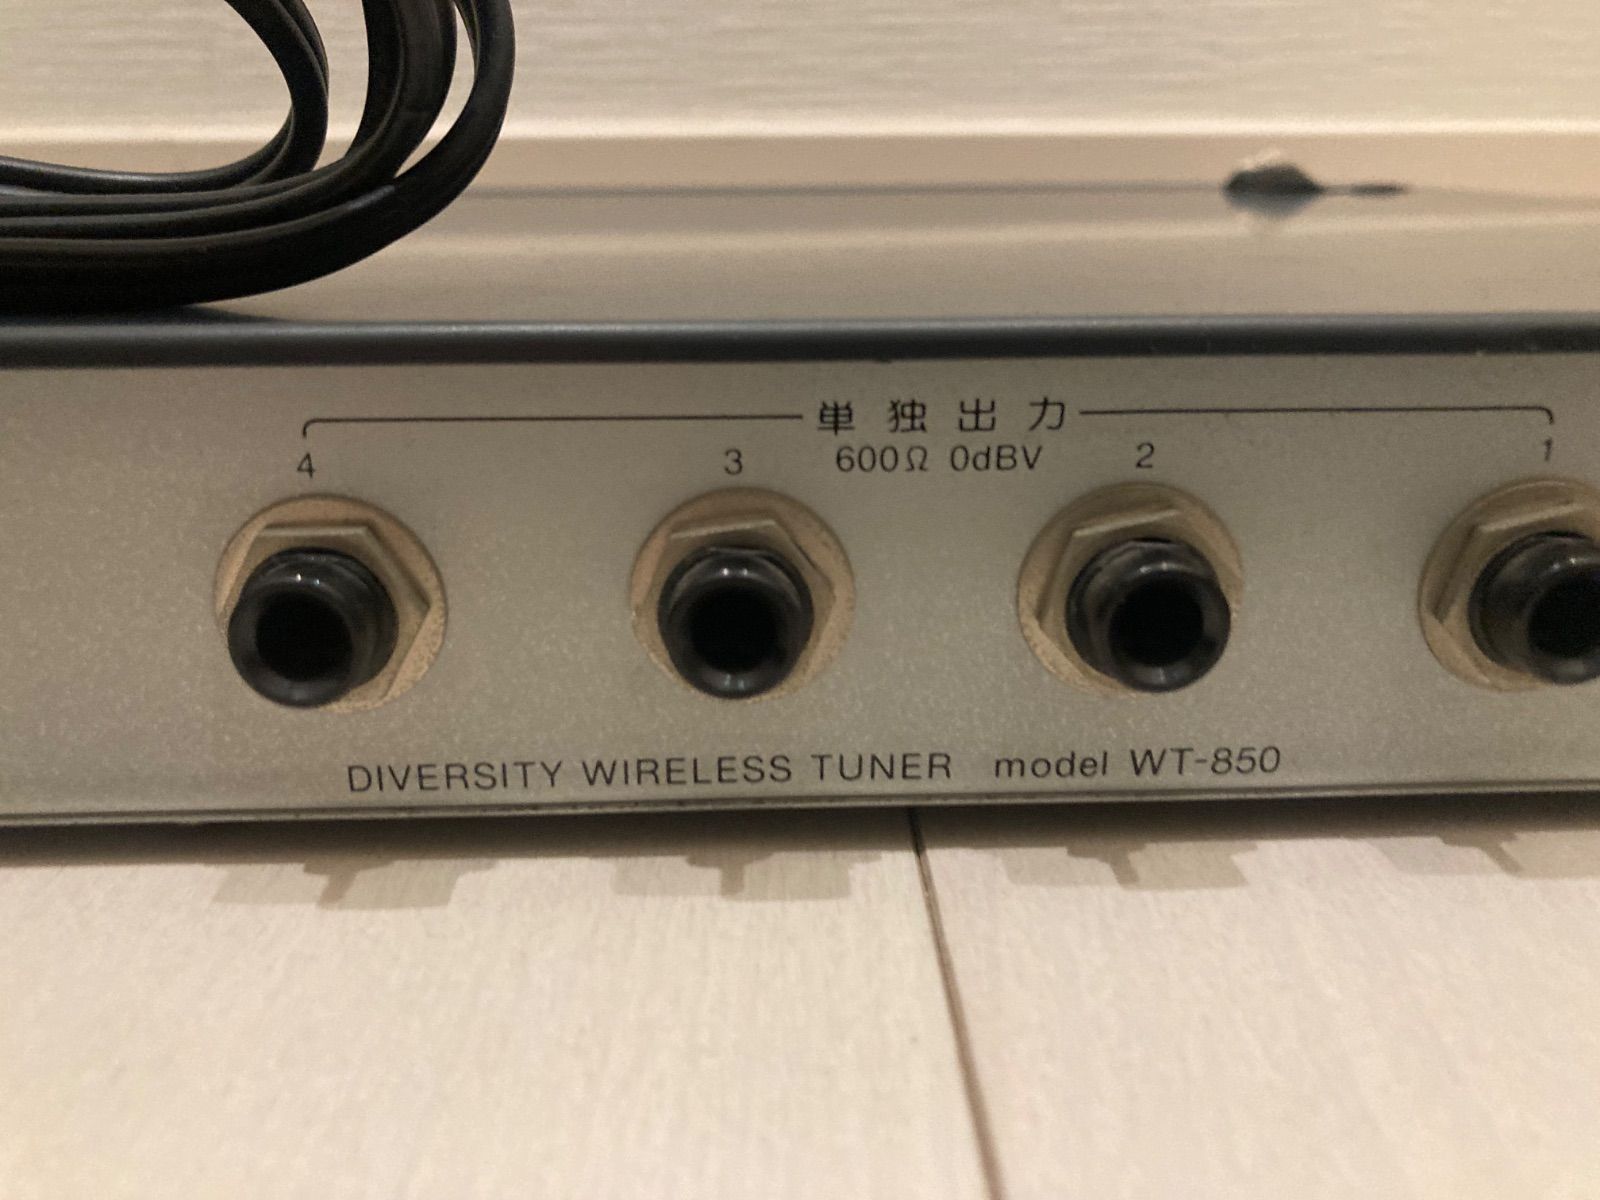 単独出力
600Ω 0dBV
4 3 2 1
DIVERSITY WIRELESS TUNER model WT-850